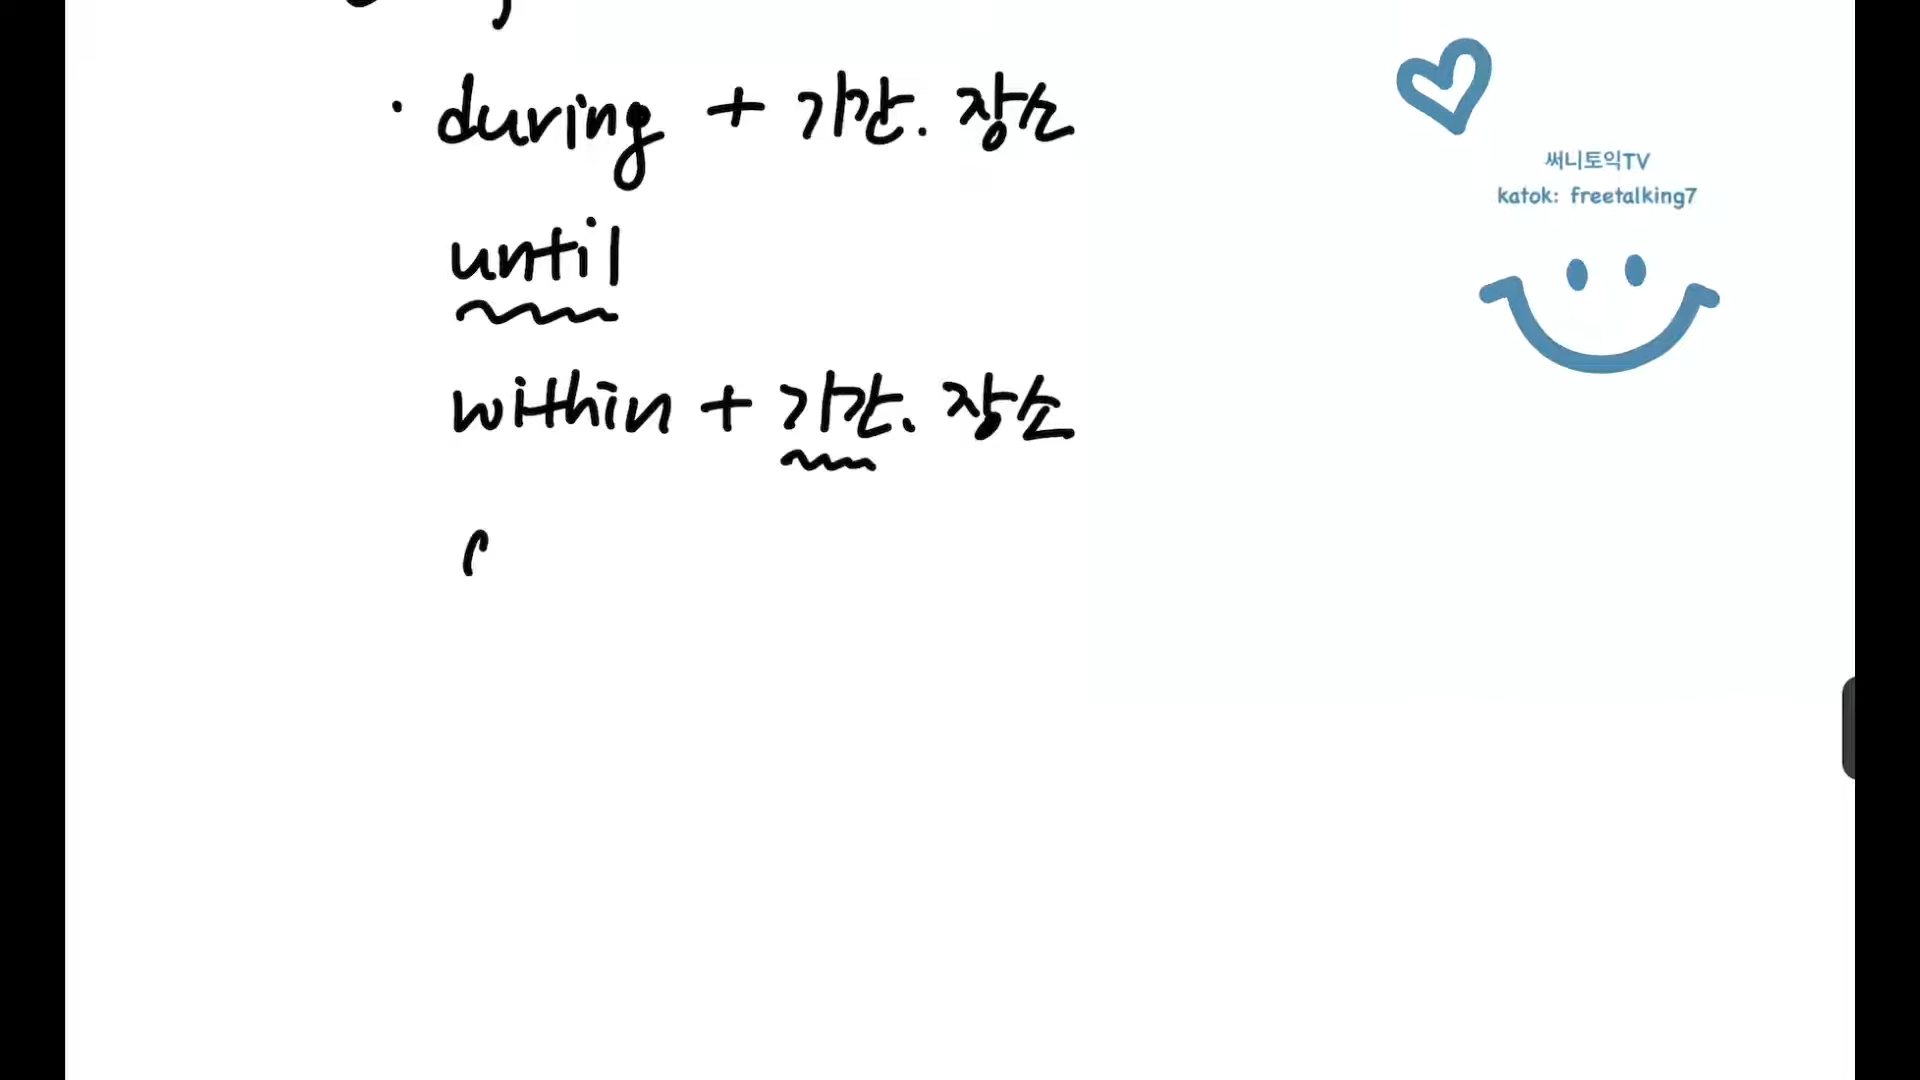 · during + 기간. 장소
써니토익TV
katok: freetalking7
until
within + 기간. 장소